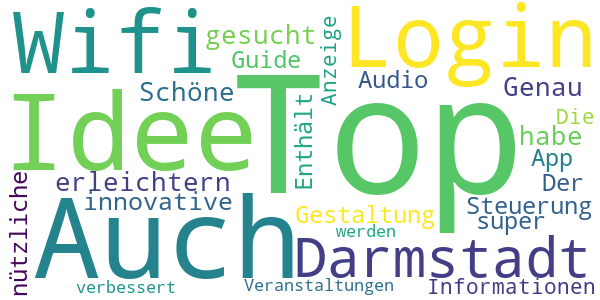 Wifi
Login
gesucht
Guide
Anzeige
Audio
Genau
Schöne
Idee
Top
Enthält
Die
habe
App
Der
nützliche
erleichtern
innovative
Auch
Gestaltung
Steuerung
super
werden
Darmstadt
verbessert
Veranstaltungen
Informationen